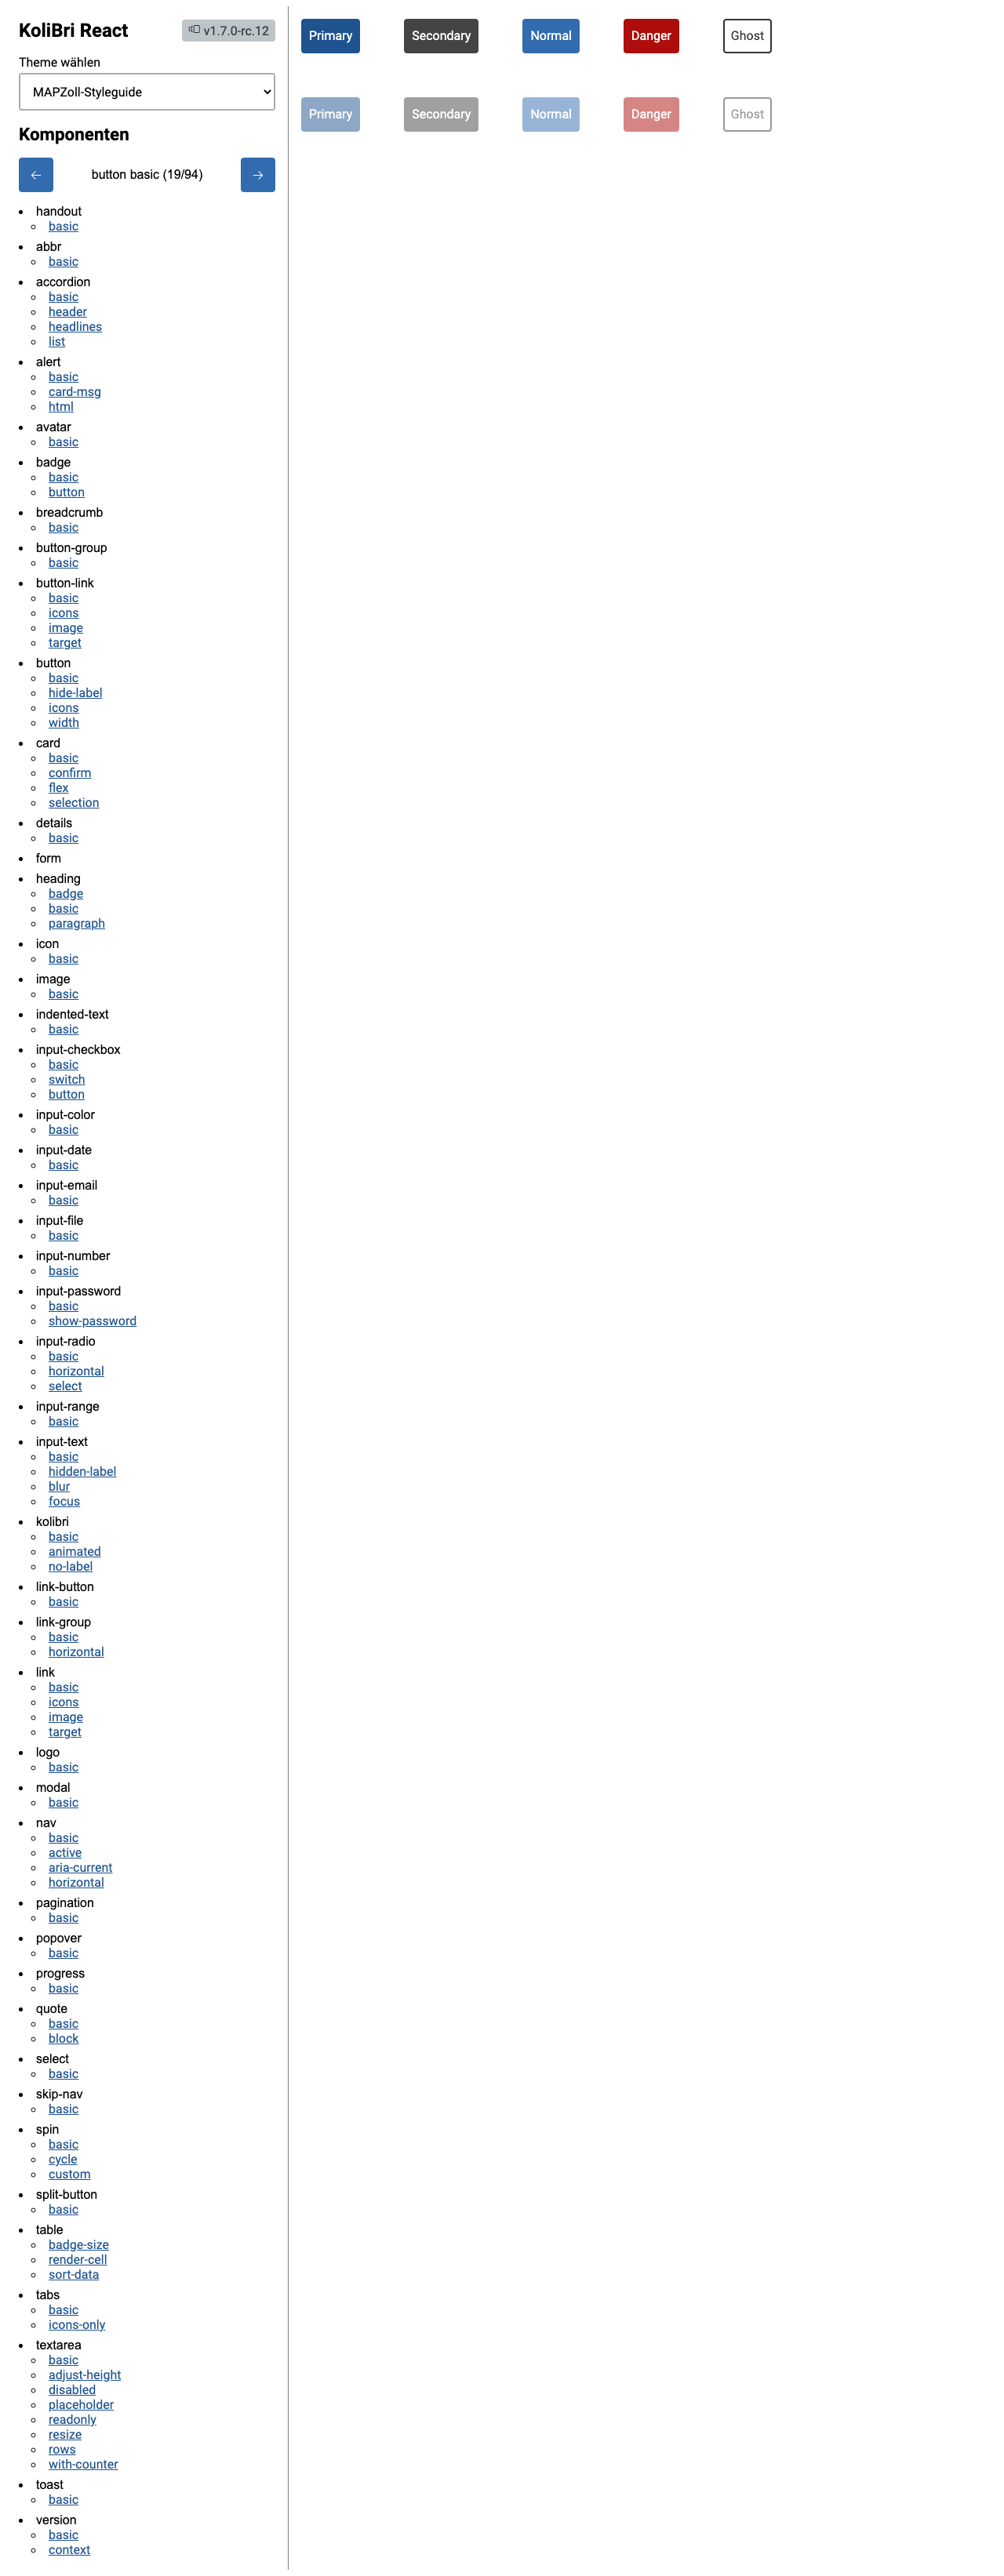 KoliBri React
v1.7.0-rc.12
Theme wählen
MAPZoll-Styleguide
Komponenten
← button basic (19/94) →
handout
basic
abbr
basic
accordion
basic
header
headlines
list
alert
basic
card-msg
html
avatar
basic
badge
basic
button
breadcrumb
basic
button-group
basic
button-link
basic
icons
image
target
button
basic
hide-label
icons
width
card
basic
confirm
flex
selection
details
basic
form
heading
badge
basic
paragraph
icon
basic
image
basic
indented-text
basic
input-checkbox
basic
switch
button
input-color
basic
input-date
basic
input-email
basic
input-file
basic
input-number
basic
input-password
basic
show-password
input-radio
basic
horizontal
select
input-range
basic
input-text
basic
hidden-label
blur
focus
kolibri
basic
animated
no-label
link-button
basic
link-group
basic
horizontal
link
basic
icons
image
target
logo
basic
modal
basic
nav
basic
active
aria-current
horizontal
pagination
basic
popover
basic
progress
basic
quote
basic
block
select
basic
skip-nav
basic
spin
basic
cycle
custom
split-button
basic
table
badge-size
render-cell
sort-data
tabs
basic
icons-only
textarea
basic
adjust-height
disabled
placeholder
readonly
resize
rows
with-counter
toast
basic
version
basic
context
Primary Secondary Normal Danger Ghost
Primary Secondary Normal Danger Ghost